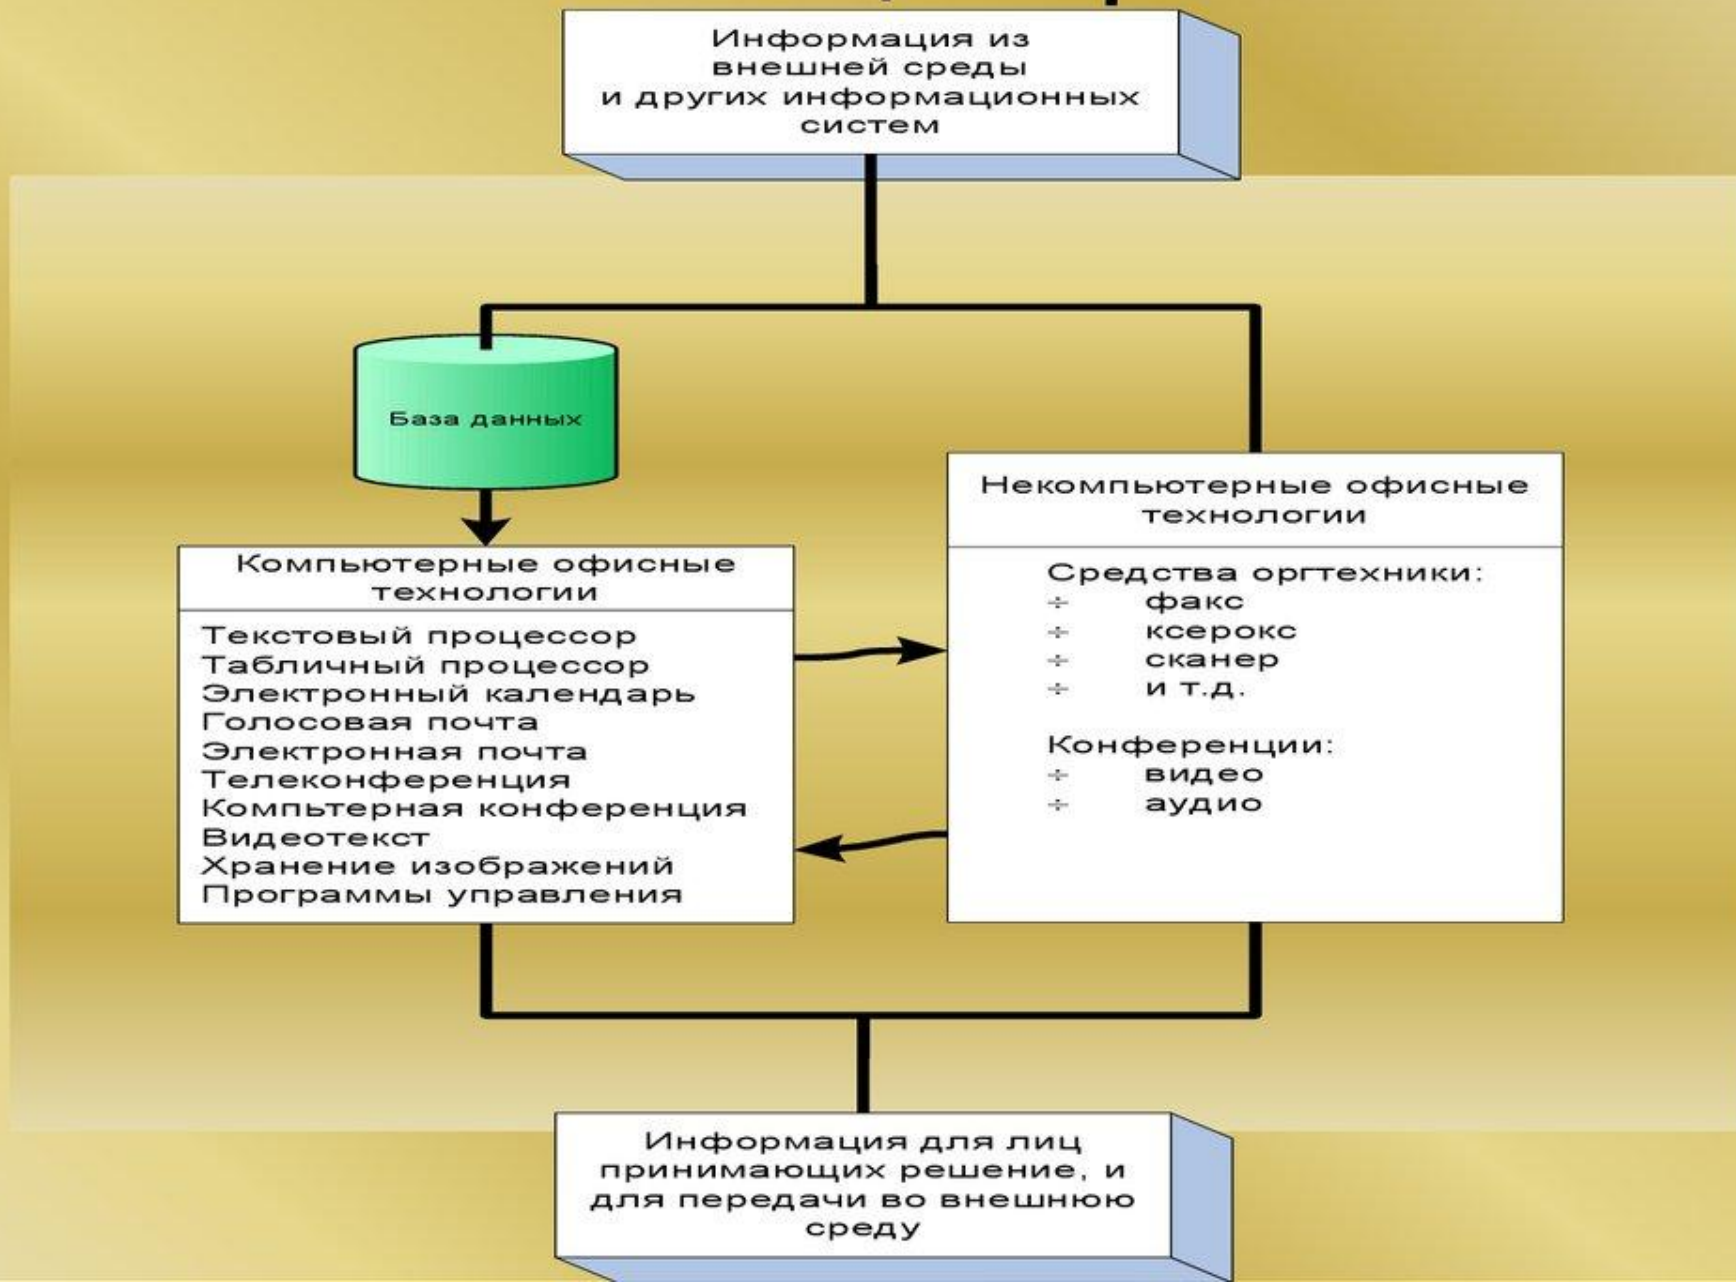 Информация из
внешней среды
и других информационных
систем
База данных
Компьютерные офисные
технологии
Текстовый процессор
Табличный процессор
Электронный календарь
Голосовая почта
Электронная почта
Телеконференция
Компьтерная конференция
Видеотекст
Хранение изображений
Программы управления
Некомпьютерные офисные
технологии
Средства оргтехники:
÷ факс
÷ ксерокс
÷ сканер
÷ и т.д.
Конференции:
÷ видео
÷ аудио
Информация для лиц
принимающих решение, и
для передачи во внешнюю
среду